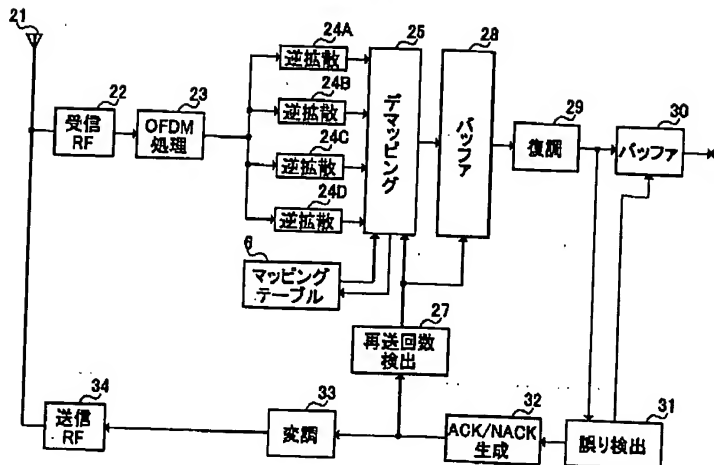 21
22
受信
RF
23
OFDM
処理
24A
逆拡散
24B
逆拡散
24C
逆拡散
24D
逆拡散
25
デマッピング
28
バッファ
29
復調
30
バッファ
6
マッピング
テーブル
27
再送回数
検出
34
送信
RF
33
変調
32
ACK/NACK
生成
31
誤り検出